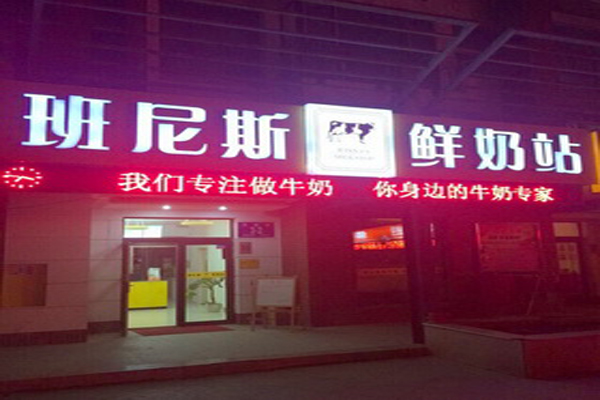 班尼斯 鲜奶站
我们专注做牛奶 你身边的牛奶专家